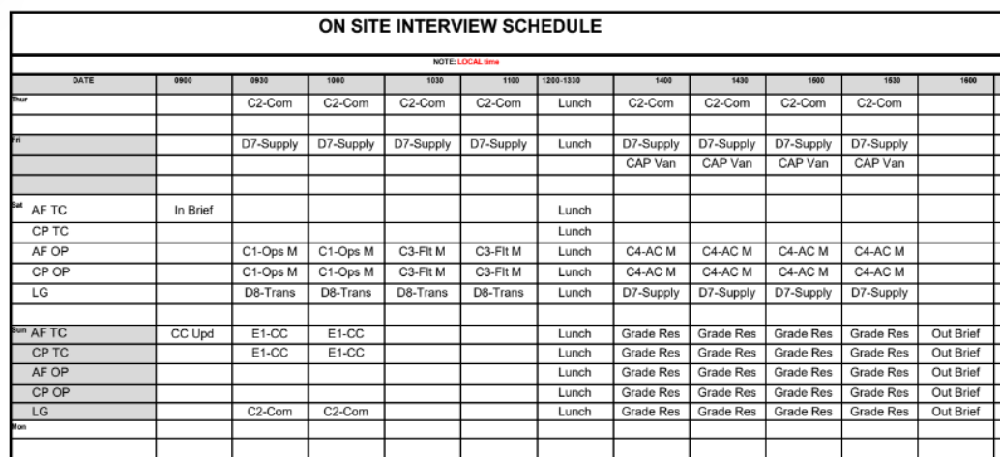 ON SITE INTERVIEW SCHEDULE
NOTE: LOCAL time
DATE 0900 0930 1000 1030 1100 1200-1330 1400 1430 1500 1530 1600
Thur C2-Com C2-Com C2-Com C2-Com Lunch C2-Com C2-Com C2-Com C2-Com
Fri D7-Supply D7-Supply D7-Supply D7-Supply Lunch D7-Supply D7-Supply D7-Supply D7-Supply
CAP Van CAP Van CAP Van CAP Van
Sat AF TC In Brief Lunch
CP TC Lunch
AF OP C1-Ops M C1-Ops M C3-Flt M C3-Flt M Lunch C4-AC M C4-AC M C4-AC M C4-AC M
CP OP C1-Ops M C1-Ops M C3-Flt M C3-Flt M Lunch C4-AC M C4-AC M C4-AC M C4-AC M
LG D8-Trans D8-Trans D8-Trans D8-Trans Lunch D7-Supply D7-Supply D7-Supply D7-Supply
Sun AF TC CC Upd E1-CC E1-CC Lunch Grade Res Grade Res Grade Res Grade Res Out Brief
CP TC E1-CC E1-CC Lunch Grade Res Grade Res Grade Res Grade Res Out Brief
AF OP Lunch Grade Res Grade Res Grade Res Grade Res Out Brief
CP OP Lunch Grade Res Grade Res Grade Res Grade Res Out Brief
LG C2-Com C2-Com Lunch Grade Res Grade Res Grade Res Grade Res Out Brief
Mon